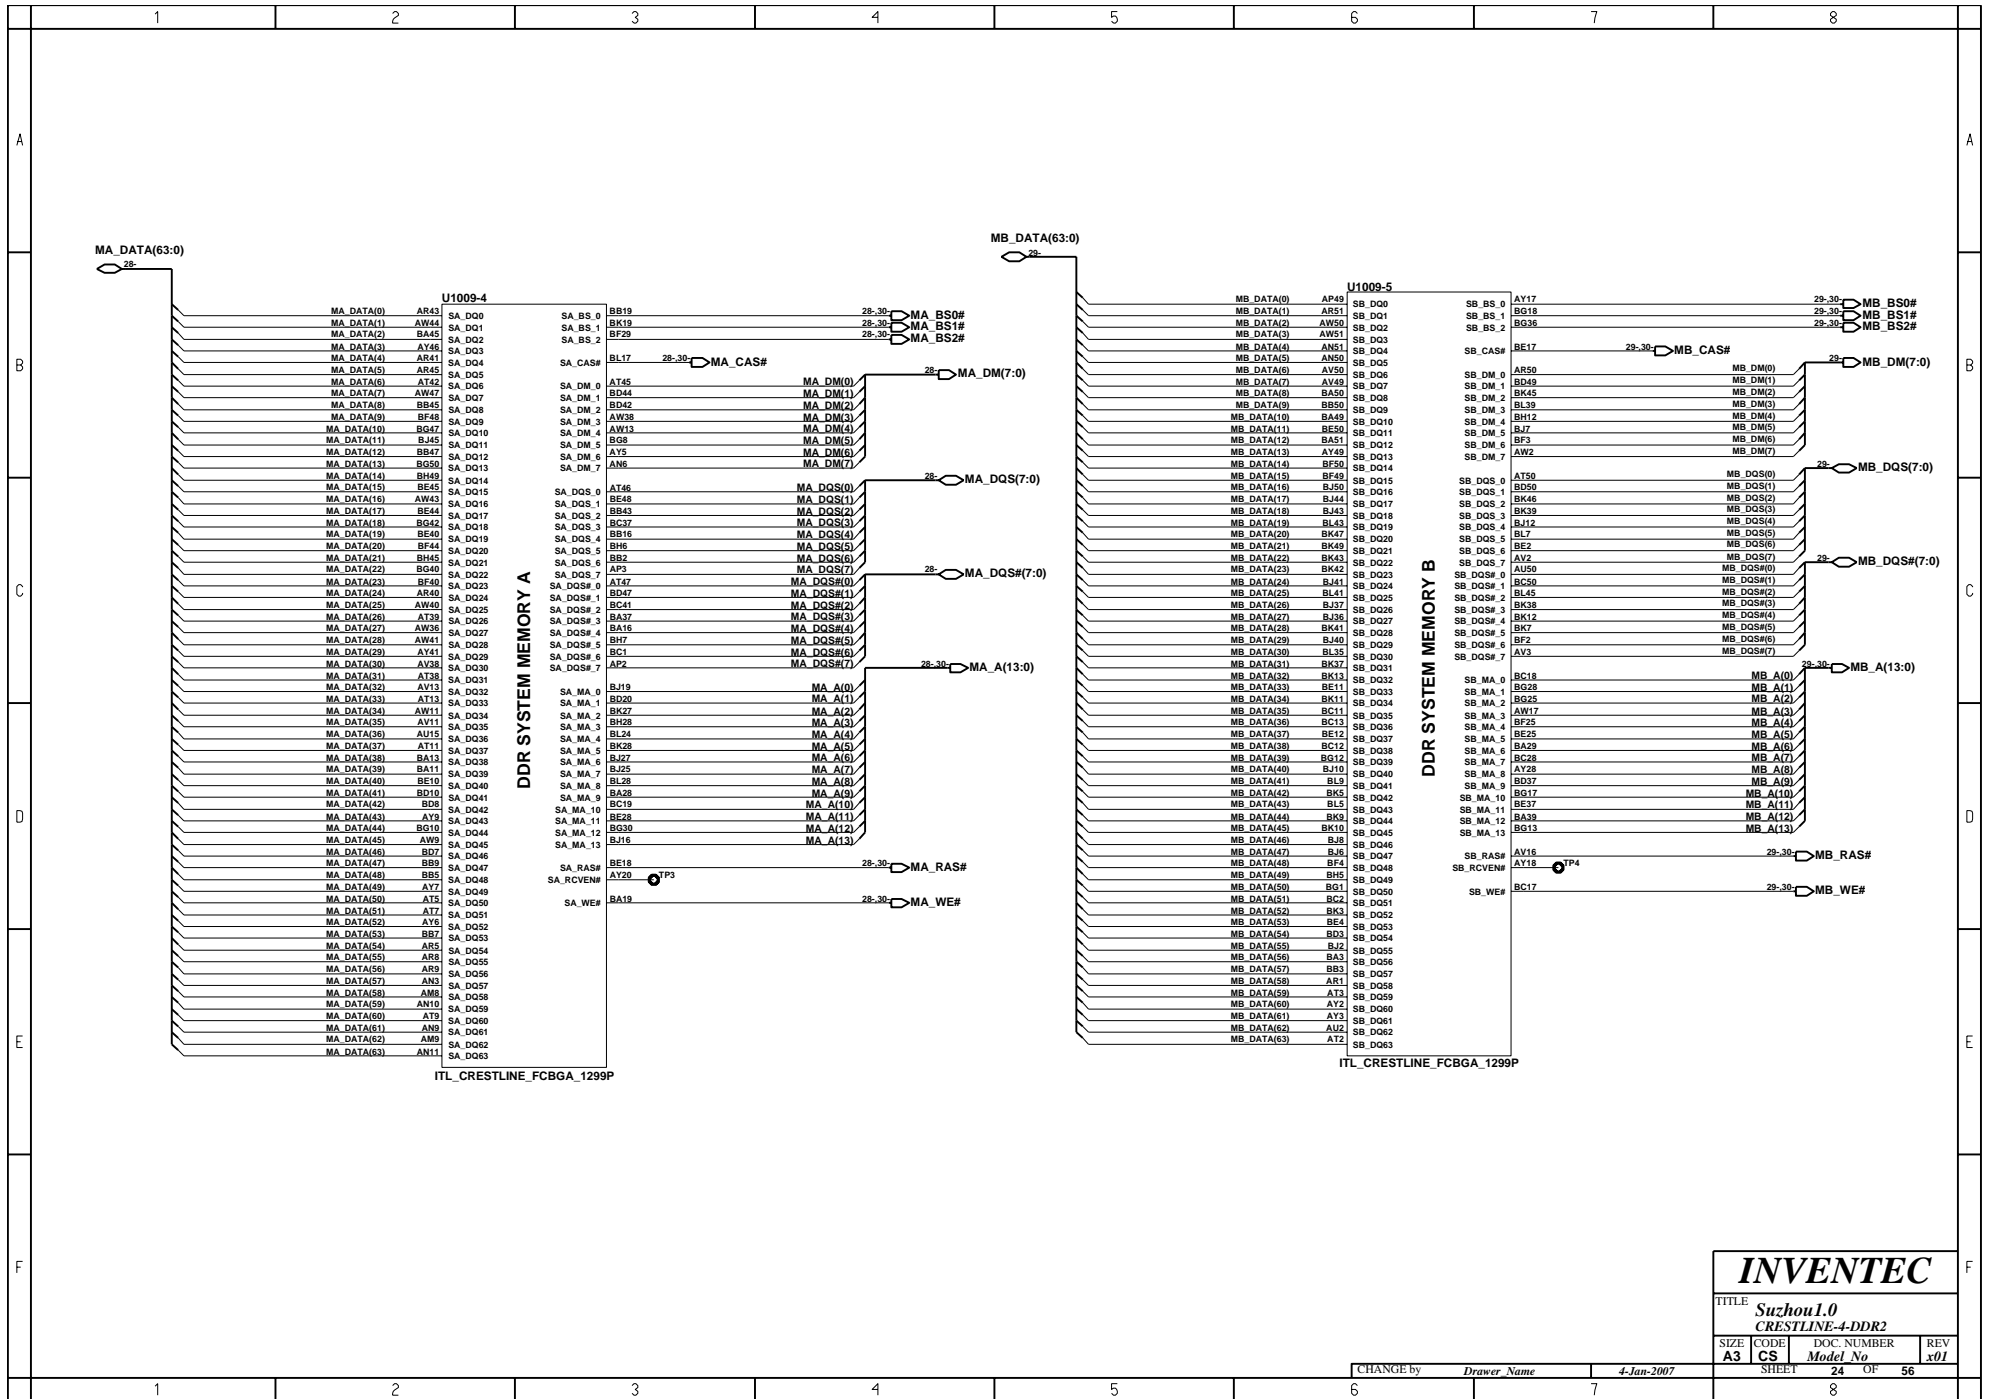 1 2 3 4 5 6 7 8
A
B
C
D
E
F
MA_DATA(63:0)
28-
U1009-4
MA_DATA(0) AR43 SA_DQ0
MA_DATA(1) AW44 SA_DQ1
MA_DATA(2) BA45 SA_DQ2
MA_DATA(3) AY46 SA_DQ3
MA_DATA(4) AR41 SA_DQ4
MA_DATA(5) AR45 SA_DQ5
MA_DATA(6) AT42 SA_DQ6
MA_DATA(7) AW47 SA_DQ7
MA_DATA(8) BB45 SA_DQ8
MA_DATA(9) BF48 SA_DQ9
MA_DATA(10) BG47 SA_DQ10
MA_DATA(11) BJ45 SA_DQ11
MA_DATA(12) BB47 SA_DQ12
MA_DATA(13) BG50 SA_DQ13
MA_DATA(14) BH49 SA_DQ14
MA_DATA(15) BE45 SA_DQ15
MA_DATA(16) AW43 SA_DQ16
MA_DATA(17) BE44 SA_DQ17
MA_DATA(18) BG42 SA_DQ18
MA_DATA(19) BE40 SA_DQ19
MA_DATA(20) BF44 SA_DQ20
MA_DATA(21) BH45 SA_DQ21
MA_DATA(22) BG40 SA_DQ22
MA_DATA(23) BF40 SA_DQ23
MA_DATA(24) AR40 SA_DQ24
MA_DATA(25) AW40 SA_DQ25
MA_DATA(26) AT39 SA_DQ26
MA_DATA(27) AW36 SA_DQ27
MA_DATA(28) AW41 SA_DQ28
MA_DATA(29) AY41 SA_DQ29
MA_DATA(30) AV38 SA_DQ30
MA_DATA(31) AT38 SA_DQ31
MA_DATA(32) AV13 SA_DQ32
MA_DATA(33) AT13 SA_DQ33
MA_DATA(34) AW11 SA_DQ34
MA_DATA(35) AV11 SA_DQ35
MA_DATA(36) AU15 SA_DQ36
MA_DATA(37) AT11 SA_DQ37
MA_DATA(38) BA13 SA_DQ38
MA_DATA(39) BA11 SA_DQ39
MA_DATA(40) BE10 SA_DQ40
MA_DATA(41) BD10 SA_DQ41
MA_DATA(42) BD8 SA_DQ42
MA_DATA(43) AY9 SA_DQ43
MA_DATA(44) BG10 SA_DQ44
MA_DATA(45) AW9 SA_DQ45
MA_DATA(46) BD7 SA_DQ46
MA_DATA(47) BB9 SA_DQ47
MA_DATA(48) BB5 SA_DQ48
MA_DATA(49) AY7 SA_DQ49
MA_DATA(50) AT5 SA_DQ50
MA_DATA(51) AT7 SA_DQ51
MA_DATA(52) AY6 SA_DQ52
MA_DATA(53) BB7 SA_DQ53
MA_DATA(54) AR5 SA_DQ54
MA_DATA(55) AR8 SA_DQ55
MA_DATA(56) AR9 SA_DQ56
MA_DATA(57) AN3 SA_DQ57
MA_DATA(58) AM8 SA_DQ58
MA_DATA(59) AN10 SA_DQ59
MA_DATA(60) AT9 SA_DQ60
MA_DATA(61) AN9 SA_DQ61
MA_DATA(62) AM9 SA_DQ62
MA_DATA(63) AN11 SA_DQ63
DDR SYSTEM MEMORY A
SA_BS_0 BB19 28-,30- MA_BS0#
SA_BS_1 BK19 28-,30- MA_BS1#
SA_BS_2 BF29 28-,30- MA_BS2#
SA_CAS# BL17 28-,30- MA_CAS#
28- MA_DM(7:0)
SA_DM_0 AT45 MA_DM(0)
SA_DM_1 BD44 MA_DM(1)
SA_DM_2 BD42 MA_DM(2)
SA_DM_3 AW38 MA_DM(3)
SA_DM_4 AW13 MA_DM(4)
SA_DM_5 BG8 MA_DM(5)
SA_DM_6 AY5 MA_DM(6)
SA_DM_7 AN6 MA_DM(7)
28- MA_DQS(7:0)
SA_DQS_0 AT46 MA_DQS(0)
SA_DQS_1 BE48 MA_DQS(1)
SA_DQS_2 BB43 MA_DQS(2)
SA_DQS_3 BC37 MA_DQS(3)
SA_DQS_4 BB16 MA_DQS(4)
SA_DQS_5 BH6 MA_DQS(5)
SA_DQS_6 BB2 MA_DQS(6)
SA_DQS_7 AP3 MA_DQS(7)
28- MA_DQS#(7:0)
SA_DQS#_0 AT47 MA_DQS#(0)
SA_DQS#_1 BD47 MA_DQS#(1)
SA_DQS#_2 BC41 MA_DQS#(2)
SA_DQS#_3 BA37 MA_DQS#(3)
SA_DQS#_4 BA16 MA_DQS#(4)
SA_DQS#_5 BH7 MA_DQS#(5)
SA_DQS#_6 BC1 MA_DQS#(6)
SA_DQS#_7 AP2 MA_DQS#(7)
28-,30- MA_A(13:0)
SA_MA_0 BJ19 MA_A(0)
SA_MA_1 BD20 MA_A(1)
SA_MA_2 BK27 MA_A(2)
SA_MA_3 BH28 MA_A(3)
SA_MA_4 BL24 MA_A(4)
SA_MA_5 BK28 MA_A(5)
SA_MA_6 BJ27 MA_A(6)
SA_MA_7 BJ25 MA_A(7)
SA_MA_8 BL28 MA_A(8)
SA_MA_9 BA28 MA_A(9)
SA_MA_10 BC19 MA_A(10)
SA_MA_11 BE28 MA_A(11)
SA_MA_12 BG30 MA_A(12)
SA_MA_13 BJ16 MA_A(13)
SA_RAS# BE18 28-,30- MA_RAS#
SA_RCVEN# AY20 TP3
SA_WE# BA19 28-,30- MA_WE#
ITL_CRESTLINE_FCBGA_1299P
MB_DATA(63:0)
29-
U1009-5
MB_DATA(0) AP49 SB_DQ0
MB_DATA(1) AR51 SB_DQ1
MB_DATA(2) AW50 SB_DQ2
MB_DATA(3) AW51 SB_DQ3
MB_DATA(4) AN51 SB_DQ4
MB_DATA(5) AN50 SB_DQ5
MB_DATA(6) AV50 SB_DQ6
MB_DATA(7) AV49 SB_DQ7
MB_DATA(8) BA50 SB_DQ8
MB_DATA(9) BB50 SB_DQ9
MB_DATA(10) BA49 SB_DQ10
MB_DATA(11) BE50 SB_DQ11
MB_DATA(12) BA51 SB_DQ12
MB_DATA(13) AY49 SB_DQ13
MB_DATA(14) BF50 SB_DQ14
MB_DATA(15) BF49 SB_DQ15
MB_DATA(16) BJ50 SB_DQ16
MB_DATA(17) BJ44 SB_DQ17
MB_DATA(18) BJ43 SB_DQ18
MB_DATA(19) BL43 SB_DQ19
MB_DATA(20) BK47 SB_DQ20
MB_DATA(21) BK49 SB_DQ21
MB_DATA(22) BK43 SB_DQ22
MB_DATA(23) BK42 SB_DQ23
MB_DATA(24) BJ41 SB_DQ24
MB_DATA(25) BL41 SB_DQ25
MB_DATA(26) BJ37 SB_DQ26
MB_DATA(27) BJ36 SB_DQ27
MB_DATA(28) BK41 SB_DQ28
MB_DATA(29) BJ40 SB_DQ29
MB_DATA(30) BL35 SB_DQ30
MB_DATA(31) BK37 SB_DQ31
MB_DATA(32) BK13 SB_DQ32
MB_DATA(33) BE11 SB_DQ33
MB_DATA(34) BK11 SB_DQ34
MB_DATA(35) BC11 SB_DQ35
MB_DATA(36) BC13 SB_DQ36
MB_DATA(37) BE12 SB_DQ37
MB_DATA(38) BC12 SB_DQ38
MB_DATA(39) BG12 SB_DQ39
MB_DATA(40) BJ10 SB_DQ40
MB_DATA(41) BL9 SB_DQ41
MB_DATA(42) BK5 SB_DQ42
MB_DATA(43) BL5 SB_DQ43
MB_DATA(44) BK9 SB_DQ44
MB_DATA(45) BK10 SB_DQ45
MB_DATA(46) BJ8 SB_DQ46
MB_DATA(47) BJ6 SB_DQ47
MB_DATA(48) BF4 SB_DQ48
MB_DATA(49) BH5 SB_DQ49
MB_DATA(50) BG1 SB_DQ50
MB_DATA(51) BC2 SB_DQ51
MB_DATA(52) BK3 SB_DQ52
MB_DATA(53) BE4 SB_DQ53
MB_DATA(54) BD3 SB_DQ54
MB_DATA(55) BJ2 SB_DQ55
MB_DATA(56) BA3 SB_DQ56
MB_DATA(57) BB3 SB_DQ57
MB_DATA(58) AR1 SB_DQ58
MB_DATA(59) AT3 SB_DQ59
MB_DATA(60) AY2 SB_DQ60
MB_DATA(61) AY3 SB_DQ61
MB_DATA(62) AU2 SB_DQ62
MB_DATA(63) AT2 SB_DQ63
DDR SYSTEM MEMORY B
SB_BS_0 AY17 29-,30- MB_BS0#
SB_BS_1 BG18 29-,30- MB_BS1#
SB_BS_2 BG36 29-,30- MB_BS2#
SB_CAS# BE17 29-,30- MB_CAS#
29- MB_DM(7:0)
SB_DM_0 AR50 MB_DM(0)
SB_DM_1 BD49 MB_DM(1)
SB_DM_2 BK45 MB_DM(2)
SB_DM_3 BL39 MB_DM(3)
SB_DM_4 BH12 MB_DM(4)
SB_DM_5 BJ7 MB_DM(5)
SB_DM_6 BF3 MB_DM(6)
SB_DM_7 AW2 MB_DM(7)
29- MB_DQS(7:0)
SB_DQS_0 AT50 MB_DQS(0)
SB_DQS_1 BD50 MB_DQS(1)
SB_DQS_2 BK46 MB_DQS(2)
SB_DQS_3 BK39 MB_DQS(3)
SB_DQS_4 BJ12 MB_DQS(4)
SB_DQS_5 BL7 MB_DQS(5)
SB_DQS_6 BE2 MB_DQS(6)
SB_DQS_7 AV2 MB_DQS(7)
29- MB_DQS#(7:0)
SB_DQS#_0 AU50 MB_DQS#(0)
SB_DQS#_1 BC50 MB_DQS#(1)
SB_DQS#_2 BL45 MB_DQS#(2)
SB_DQS#_3 BK38 MB_DQS#(3)
SB_DQS#_4 BK12 MB_DQS#(4)
SB_DQS#_5 BK7 MB_DQS#(5)
SB_DQS#_6 BF2 MB_DQS#(6)
SB_DQS#_7 AV3 MB_DQS#(7)
29-,30- MB_A(13:0)
SB_MA_0 BC18 MB_A(0)
SB_MA_1 BG28 MB_A(1)
SB_MA_2 BG25 MB_A(2)
SB_MA_3 AW17 MB_A(3)
SB_MA_4 BF25 MB_A(4)
SB_MA_5 BE25 MB_A(5)
SB_MA_6 BA29 MB_A(6)
SB_MA_7 BC28 MB_A(7)
SB_MA_8 AY28 MB_A(8)
SB_MA_9 BD37 MB_A(9)
SB_MA_10 BG17 MB_A(10)
SB_MA_11 BE37 MB_A(11)
SB_MA_12 BA39 MB_A(12)
SB_MA_13 BG13 MB_A(13)
SB_RAS# AV16 29-,30- MB_RAS#
SB_RCVEN# AY18 TP4
SB_WE# BC17 29-,30- MB_WE#
ITL_CRESTLINE_FCBGA_1299P
A
B
C
D
E
F
INVENTEC
TITLE Suzhou1.0
CRESTLINE-4-DDR2
SIZE CODE DOC. NUMBER REV
A3 CS Model_No x01
CHANGE by Drawer_Name 4-Jan-2007 SHEET 24 OF 56
1 2 3 4 5 6 7 8